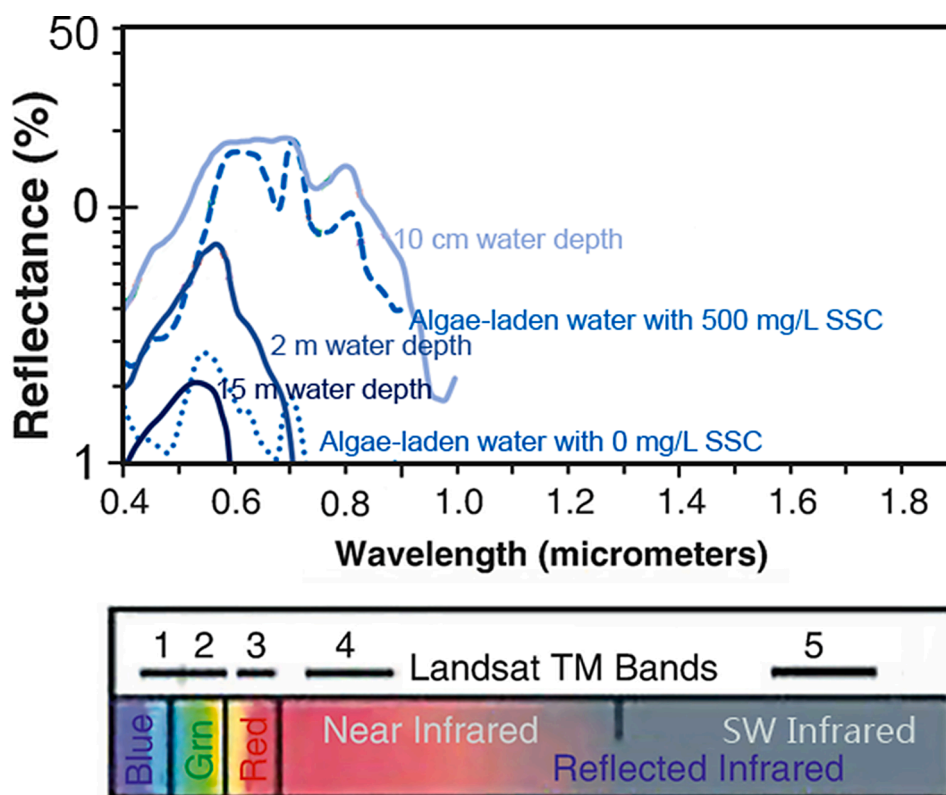 50
Reflectance (%)
0
10 cm water depth
Algae-laden water with 500 mg/L SSC
2 m water depth
15 m water depth
Algae-laden water with 0 mg/L SSC
1
0.4 0.6 0.8 1.0 1.2 1.4 1.6 1.8
Wavelength (micrometers)
1 2 3 4 Landsat TM Bands 5
Blue Grn Red Near Infrared SW Infrared
Reflected Infrared